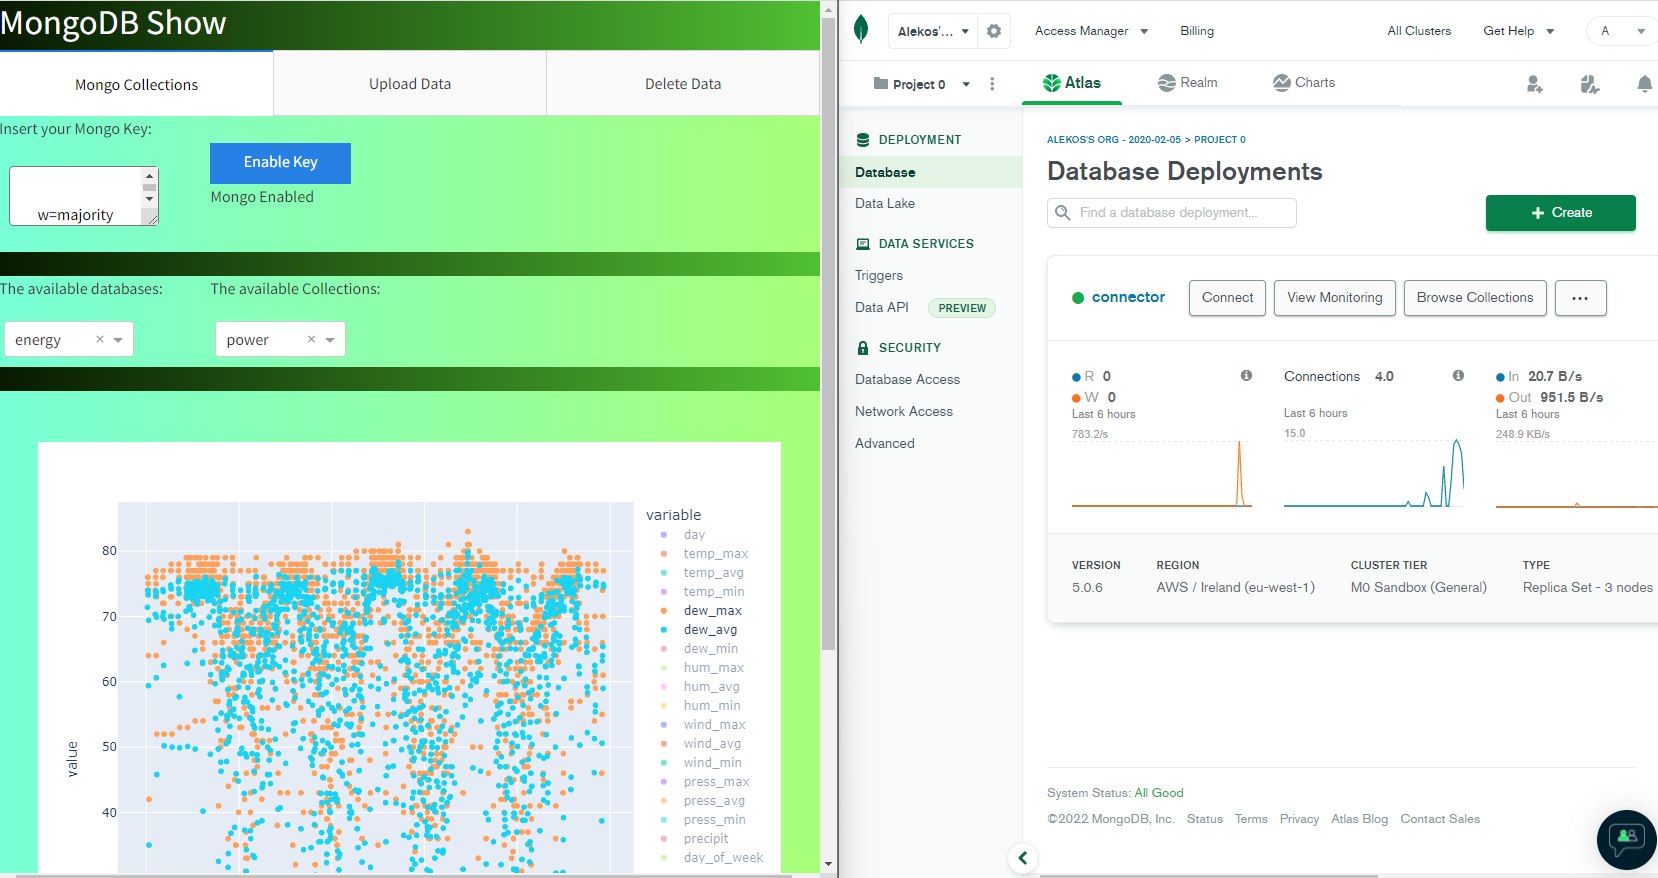 MongoDB Show
Mongo Collections
Upload Data
Delete Data
Insert your Mongo Key:
Enable Key
w=majority
Mongo Enabled
The available databases:
The available Collections:
energy
power
variable
day
temp_max
temp_avg
temp_min
dew_max
dew_avg
dew_min
hum_max
hum_avg
hum_min
wind_max
wind_avg
wind_min
press_max
press_avg
press_min
precipit
day_of_week
80
70
60
50
40
value
Alekos'...
Access Manager
Billing
All Clusters
Get Help
A
Project 0
Atlas
Realm
Charts
DEPLOYMENT
Database
Data Lake
DATA SERVICES
Triggers
Data API PREVIEW
SECURITY
Database Access
Network Access
Advanced
ALEKOS'S ORG - 2020-02-05 > PROJECT 0
Database Deployments
Find a database deployment...
Create
connector
Connect
View Monitoring
Browse Collections
...
R 0
W 0
Last 6 hours
783.2/s
Connections 4.0
Last 6 hours
15.0
In 20.7 B/s
Out 951.5 B/s
Last 6 hours
248.9 KB/s
VERSION
5.0.6
REGION
AWS / Ireland (eu-west-1)
CLUSTER TIER
M0 Sandbox (General)
TYPE
Replica Set - 3 nodes
System Status: All Good
©2022 MongoDB, Inc. Status Terms Privacy Atlas Blog Contact Sales